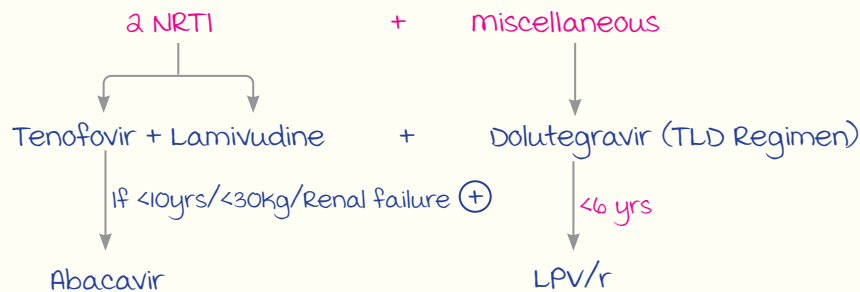 2 NRTI + miscellaneous
Tenofovir + Lamivudine + Dolutegravir (TLD Regimen)
If <10yrs/<30kg/Renal failure +
<6 yrs
Abacavir LPV/r